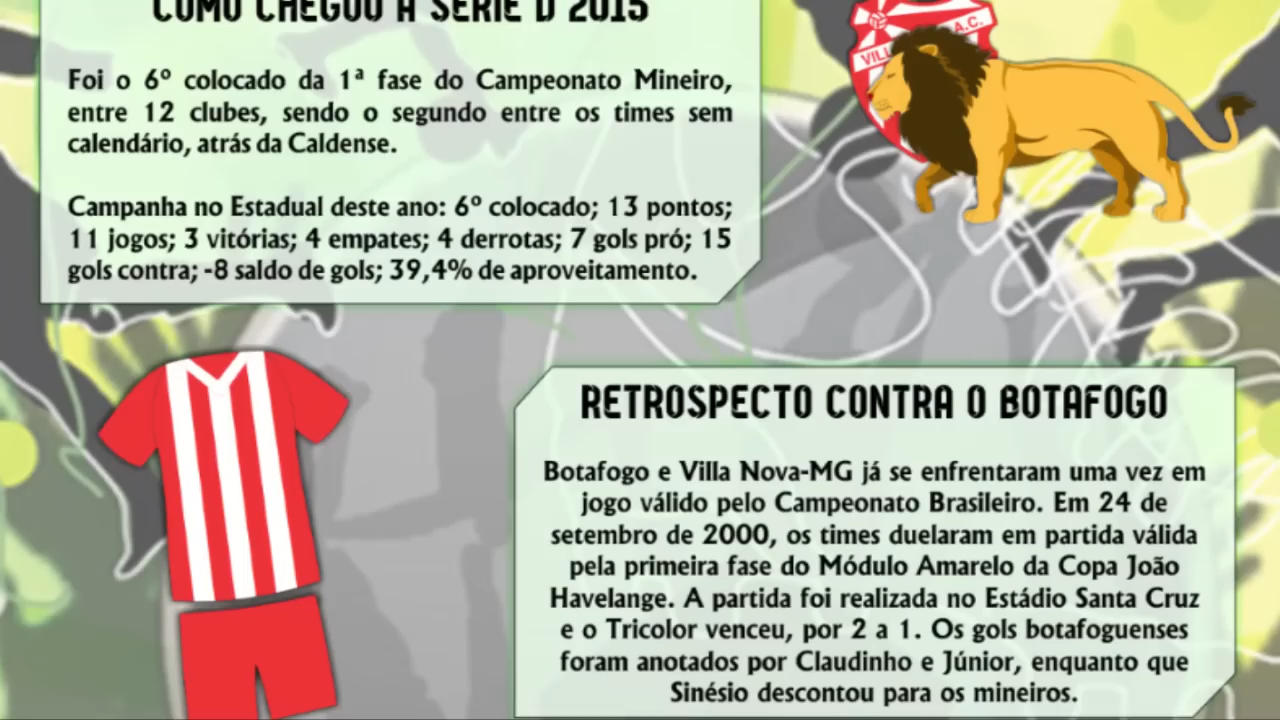 COMO CHEGOU À SÉRIE D 2015
Foi o 6º colocado da 1ª fase do Campeonato Mineiro,
entre 12 clubes, sendo o segundo entre os times sem
calendário, atrás da Caldense.
Campanha no Estadual deste ano: 6º colocado; 13 pontos;
11 jogos; 3 vitórias; 4 empates; 4 derrotas; 7 gols pró; 15
gols contra; -8 saldo de gols; 39,4% de aproveitamento.
VILL
A.C.
RETROSPECTO CONTRA O BOTAFOGO
Botafogo e Villa Nova-MG já se enfrentaram uma vez em
jogo válido pelo Campeonato Brasileiro. Em 24 de
setembro de 2000, os times duelaram em partida válida
pela primeira fase do Módulo Amarelo da Copa João
Havelange. A partida foi realizada no Estádio Santa Cruz
e o Tricolor venceu, por 2 a 1. Os gols botafoguenses
foram anotados por Claudinho e Júnior, enquanto que
Sinésio descontou para os mineiros.